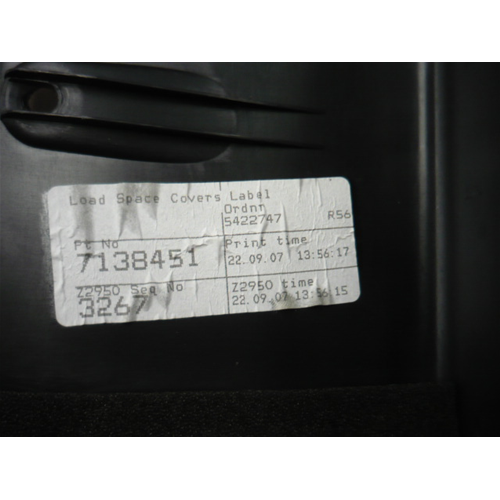 Load Space Covers Label
Ordnr
5422747 R56
Pt No
7138451
Print time
22.09.07 13:56:17
Z2950 Seq No
3267
Z2950 time
22.09.07 13:56:15